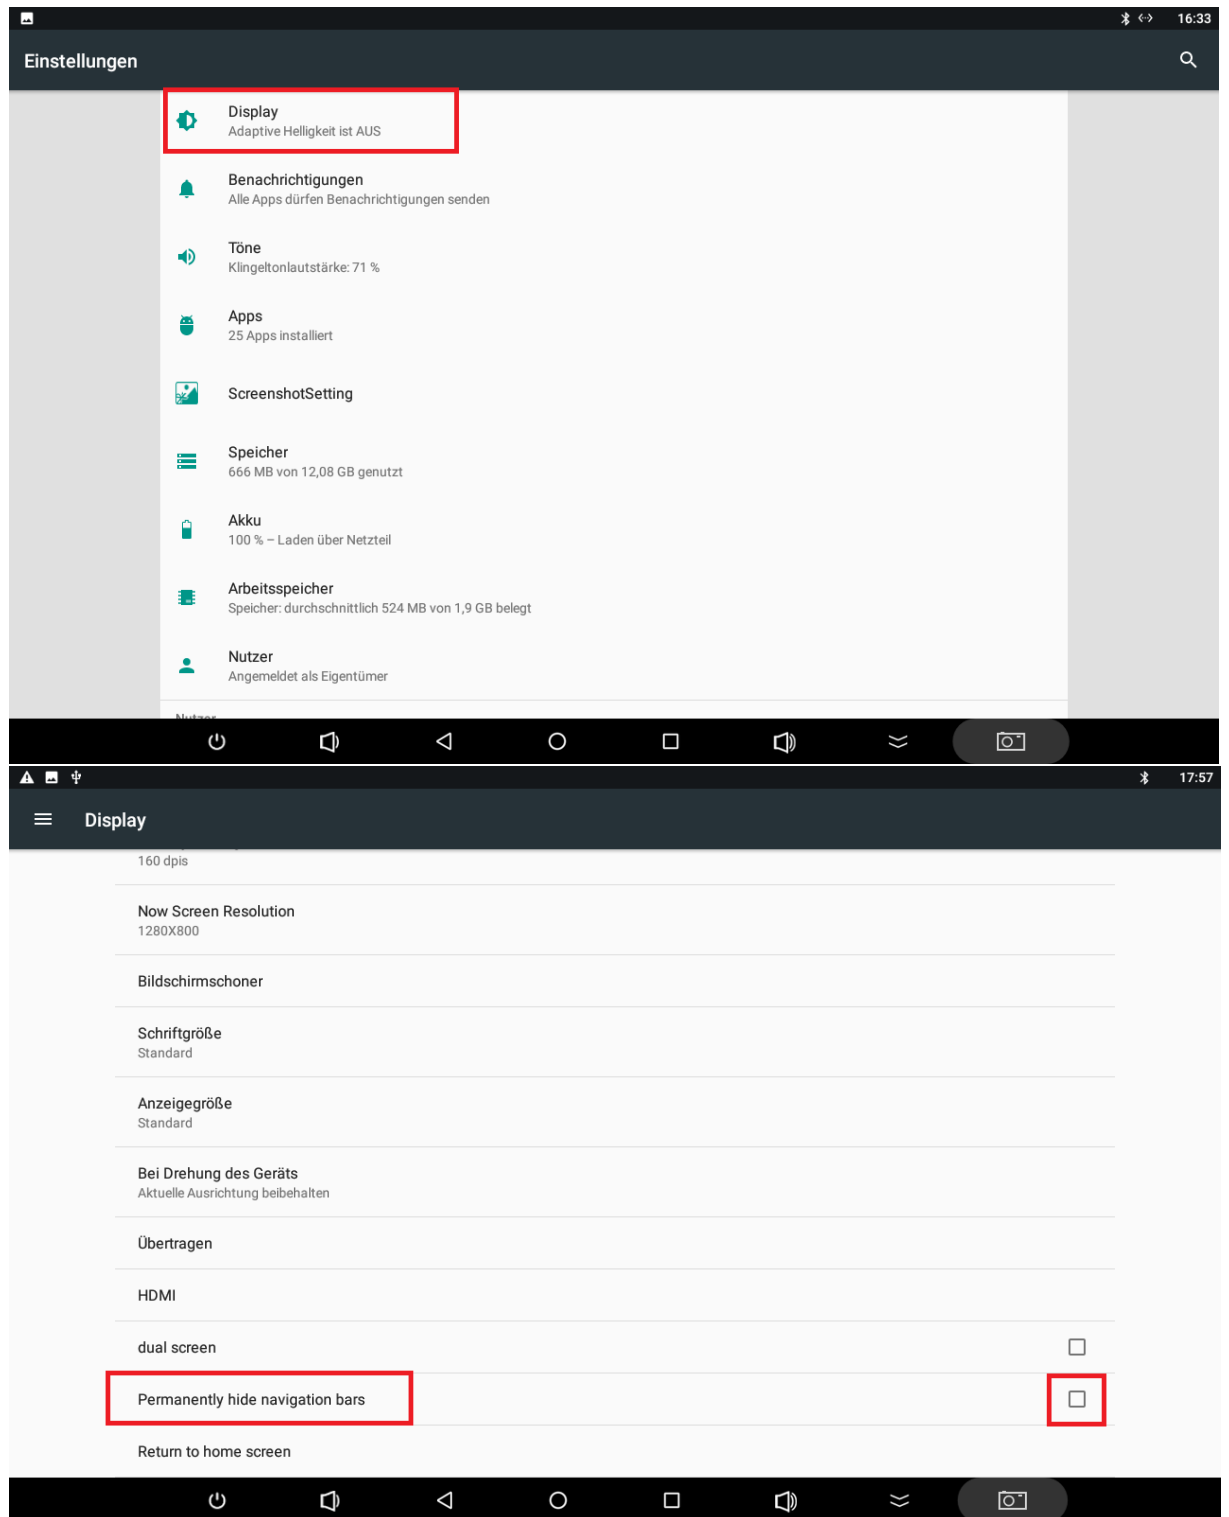 16:33
Einstellungen
Display
Adaptive Helligkeit ist AUS
Benachrichtigungen
Alle Apps dürfen Benachrichtigungen senden
Töne
Klingeltonlautstärke: 71 %
Apps
25 Apps installiert
ScreenshotSetting
Speicher
666 MB von 12,08 GB genutzt
Akku
100 % – Laden über Netzteil
Arbeitsspeicher
Speicher: durchschnittlich 524 MB von 1,9 GB belegt
Nutzer
Angemeldet als Eigentümer
Nutzer
17:57
Display
160 dpis
Now Screen Resolution
1280X800
Bildschirmschoner
Schriftgröße
Standard
Anzeigegröße
Standard
Bei Drehung des Geräts
Aktuelle Ausrichtung beibehalten
Übertragen
HDMI
dual screen
Permanently hide navigation bars
Return to home screen